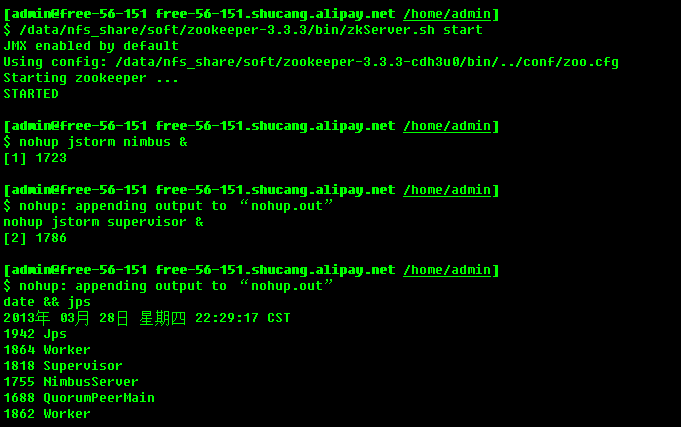 [admin@free-56-151 free-56-151.shucang.alipay.net /home/admin]
$ /data/nfs_share/soft/zookeeper-3.3.3/bin/zkServer.sh start
JMX enabled by default
Using config: /data/nfs_share/soft/zookeeper-3.3.3-cdh3u0/bin/../conf/zoo.cfg
Starting zookeeper ...
STARTED
[admin@free-56-151 free-56-151.shucang.alipay.net /home/admin]
$ nohup jstorm nimbus &
[1] 1723
[admin@free-56-151 free-56-151.shucang.alipay.net /home/admin]
$ nohup: appending output to “nohup.out”
nohup jstorm supervisor &
[2] 1786
[admin@free-56-151 free-56-151.shucang.alipay.net /home/admin]
$ nohup: appending output to “nohup.out”
date && jps
2013年 03月 28日 星期四 22:29:17 CST
1942 Jps
1864 Worker
1818 Supervisor
1755 NimbusServer
1688 QuorumPeerMain
1862 Worker